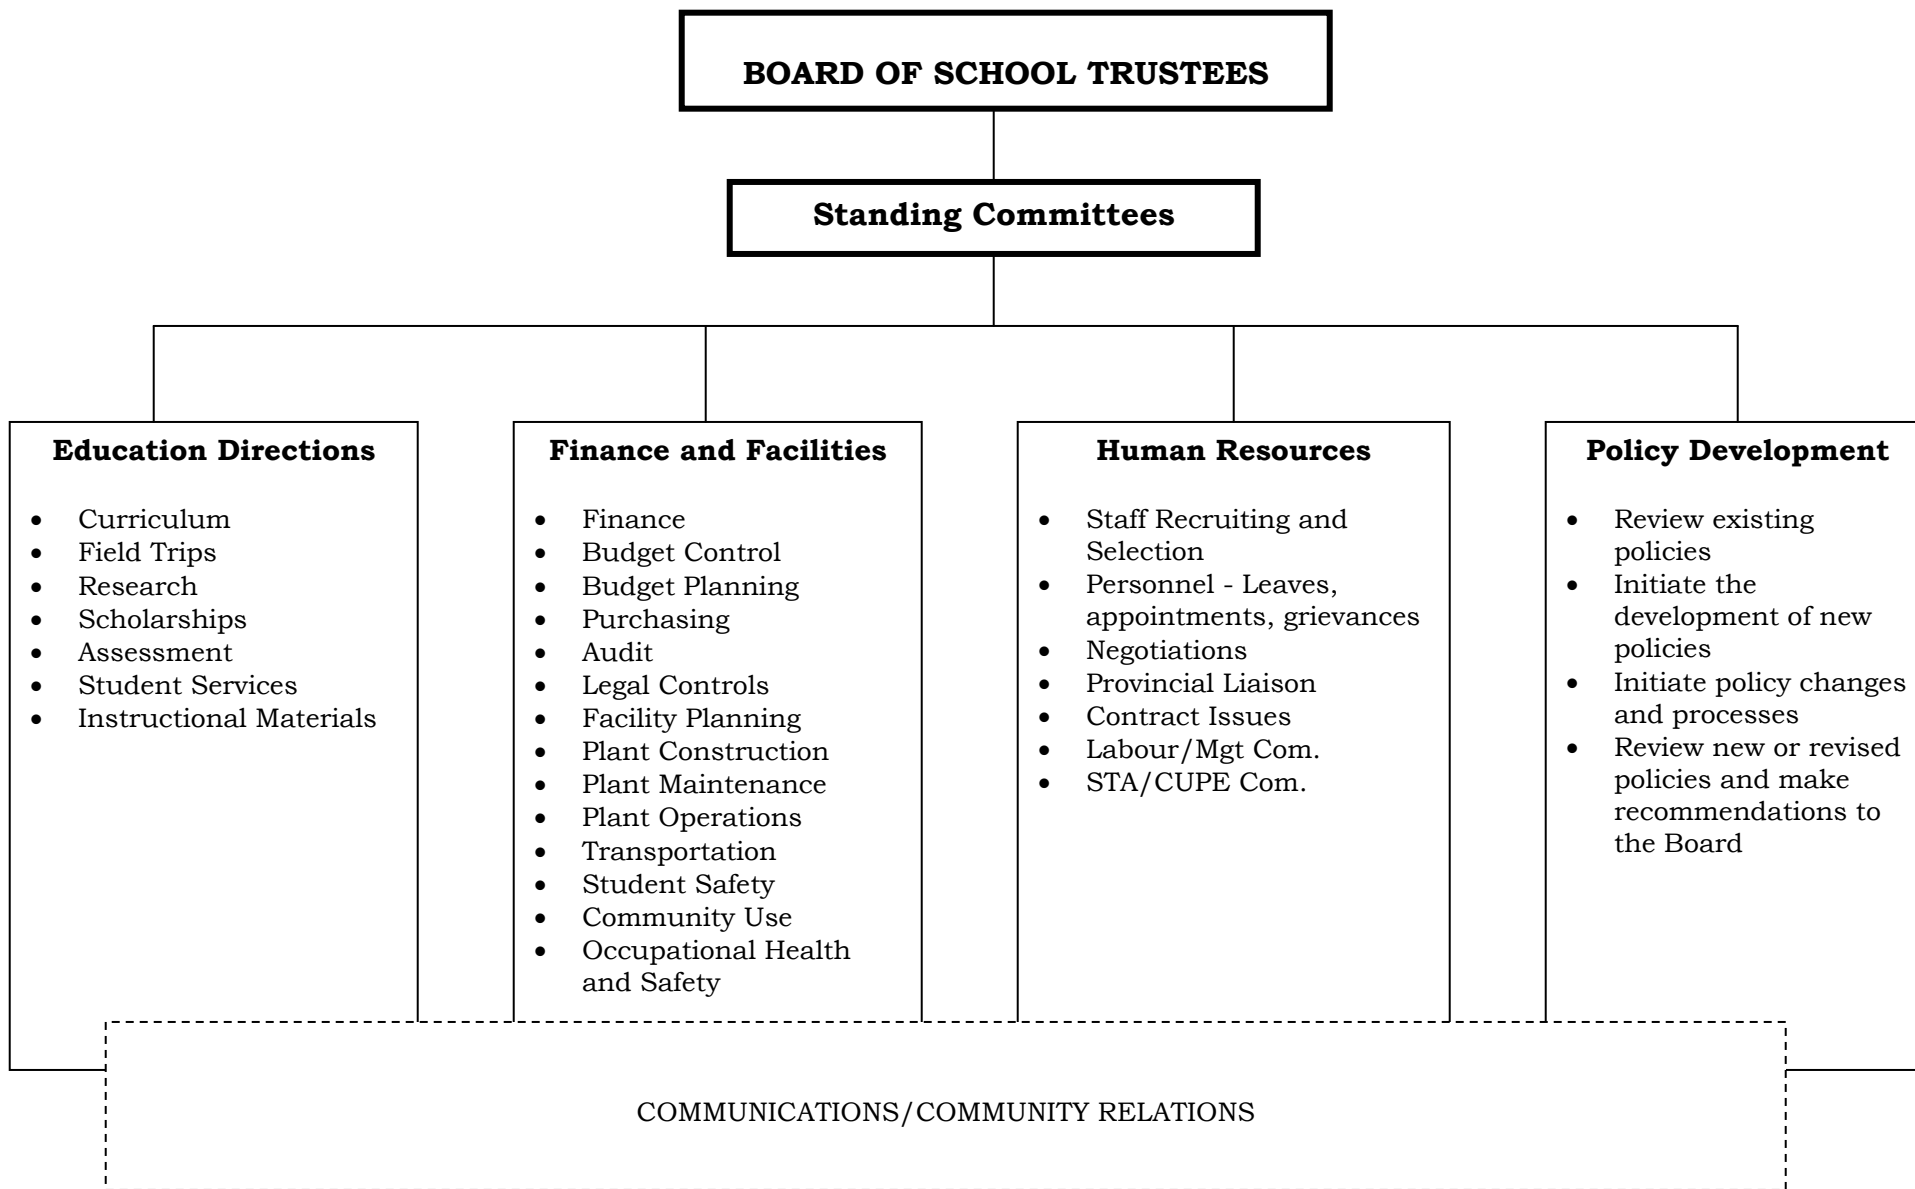 BOARD OF SCHOOL TRUSTEES
Standing Committees
Education Directions
• Curriculum
• Field Trips
• Research
• Scholarships
• Assessment
• Student Services
• Instructional Materials
Finance and Facilities
• Finance
• Budget Control
• Budget Planning
• Purchasing
• Audit
• Legal Controls
• Facility Planning
• Plant Construction
• Plant Maintenance
• Plant Operations
• Transportation
• Student Safety
• Community Use
• Occupational Health
and Safety
Human Resources
• Staff Recruiting and
Selection
• Personnel - Leaves,
appointments, grievances
• Negotiations
• Provincial Liaison
• Contract Issues
• Labour/Mgt Com.
• STA/CUPE Com.
Policy Development
• Review existing
policies
• Initiate the
development of new
policies
• Initiate policy changes
and processes
• Review new or revised
policies and make
recommendations to
the Board
COMMUNICATIONS/COMMUNITY RELATIONS